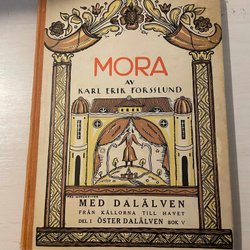 MORA
AV
KARL ERIK FORSSLUND
MED DALÄLVEN
FRÅN KÄLLORNA TILL HAVET
DEL I ÖSTER DALÄLVEN BOK V